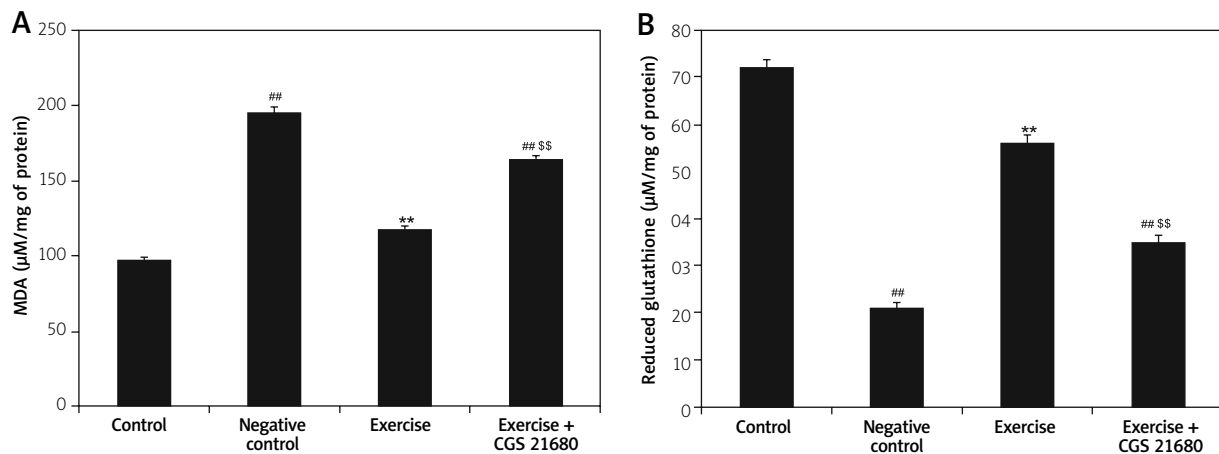 A
MDA (µM/mg of protein)
250
200
150
100
50
0
##
**
## $$
Control
Negative
control
Exercise
Exercise +
CGS 21680
B
Reduced glutathione (µM/mg of protein)
80
70
60
50
04
03
20
10
0
##
**
## $$
Control
Negative
control
Exercise
Exercise +
CGS 21680